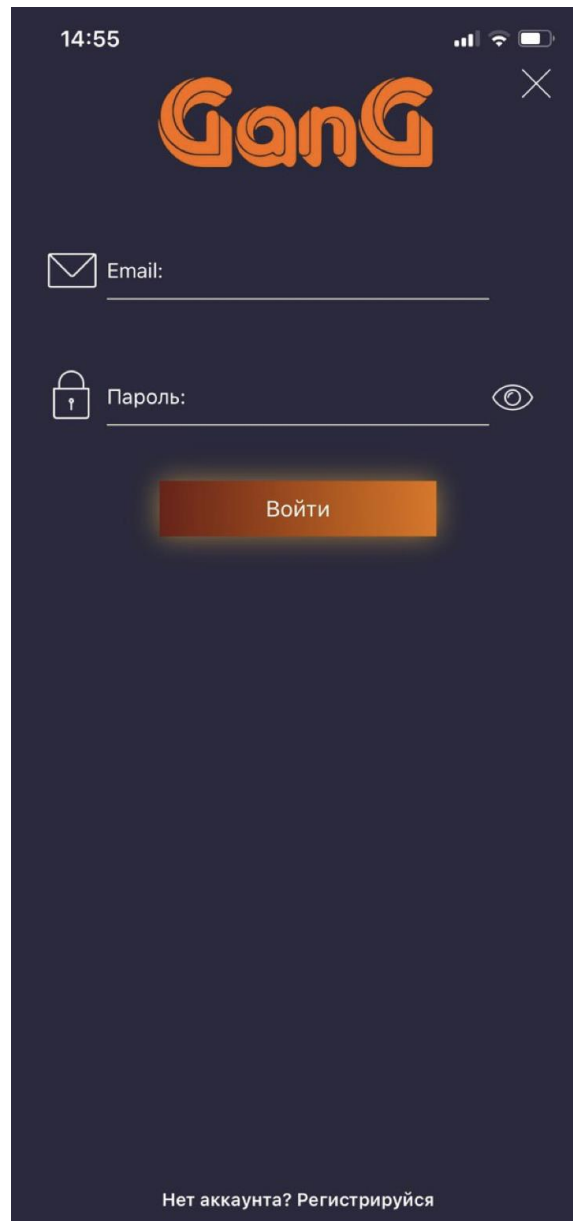 14:55
GanG
Email:
Пароль:
Войти
Нет аккаунта? Регистрируйся